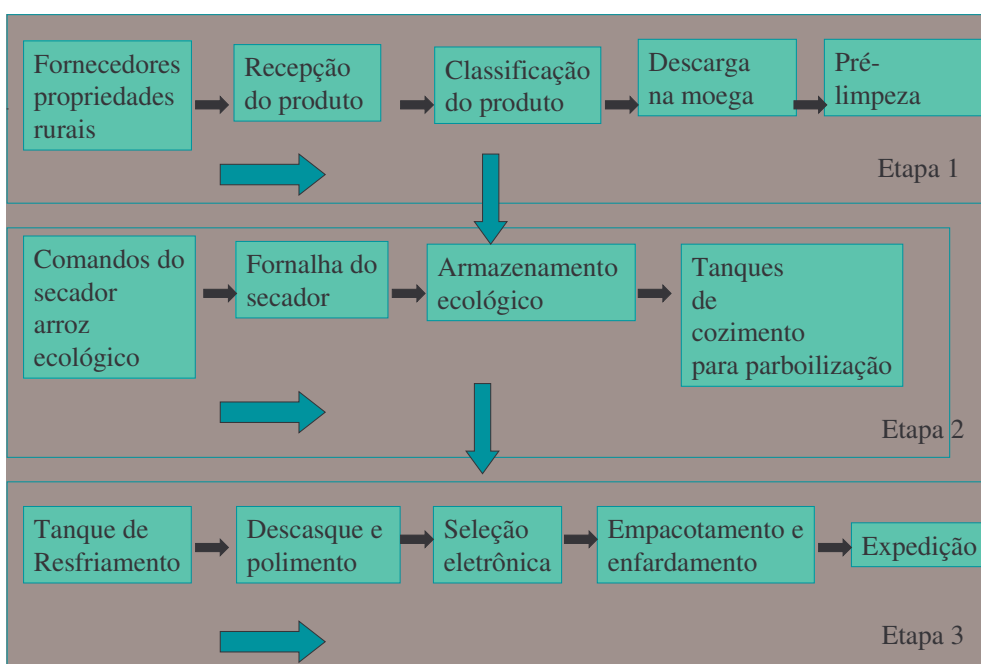 Fornecedores
propriedades
rurais
Recepção
do produto
Classificação
do produto
Descarga
na moega
Pré-
limpeza
Etapa 1
Comandos do
secador
arroz
ecológico
Fornalha do
secador
Armazenamento
ecológico
Tanques
de
cozimento
para parboilização
Etapa 2
Tanque de
Resfriamento
Descasque e
polimento
Seleção
eletrônica
Empacotamento e
enfardamento
Expedição
Etapa 3